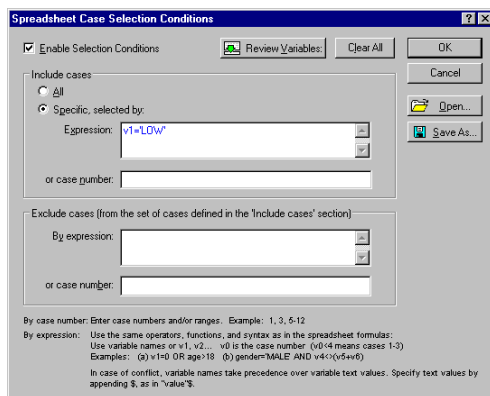 Spreadsheet Case Selection Conditions
Enable Selection Conditions
Review Variables:
Clear All
OK
Cancel
Open...
Save As...
Include cases
All
Specific, selected by:
Expression:
v1='LOW'
or case number:
Exclude cases (from the set of cases defined in the 'Include cases' section)
By expression:
or case number:
By case number: Enter case numbers and/or ranges. Example: 1, 3, 5-12
By expression: Use the same operators, functions, and syntax as in the spreadsheet formulas:
Use variable names or v1, v2... v0 is the case number (v0<4 means cases 1-3)
Examples: (a) v1=0 OR age>18 (b) gender='MALE' AND v4<>(v5+v6)
In case of conflict, variable names take precedence over variable text values. Specify text values by
appending $, as in "value"$.